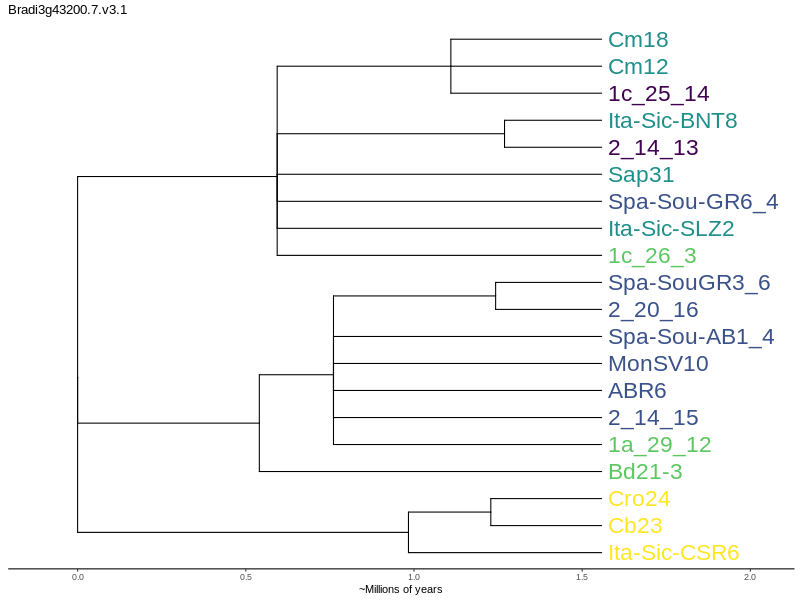 Bradi3g43200.7.v3.1
Cm18
Cm12
1c_25_14
Ita-Sic-BNT8
2_14_13
Sap31
Spa-Sou-GR6_4
Ita-Sic-SLZ2
1c_26_3
Spa-SouGR3_6
2_20_16
Spa-Sou-AB1_4
MonSV10
ABR6
2_14_15
1a_29_12
Bd21-3
Cro24
Cb23
Ita-Sic-CSR6
0.0 0.5 1.0 1.5 2.0
~Millions of years